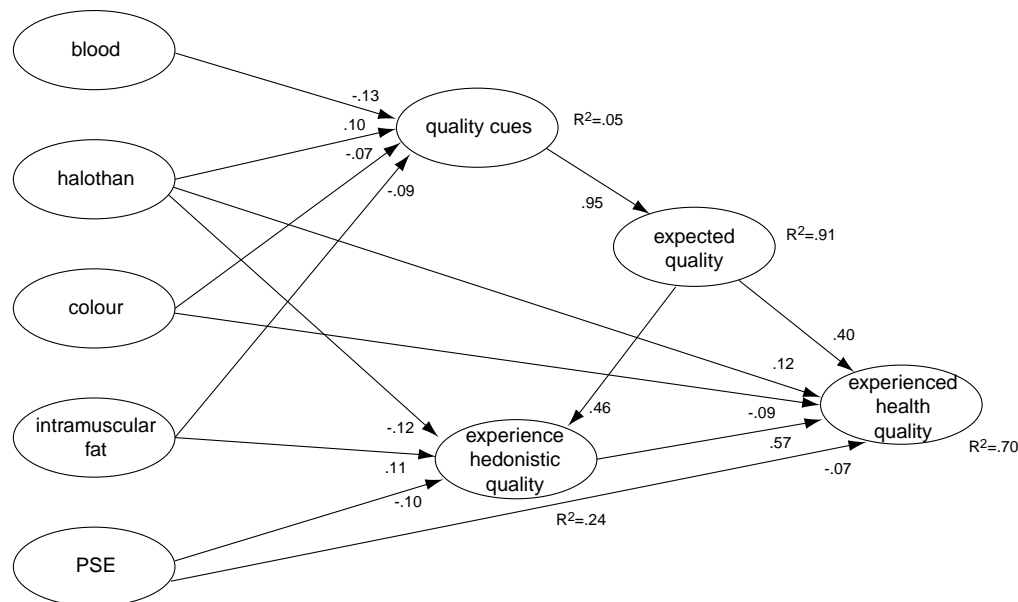 blood
-.13
quality cues
R²=.05
.10
halothan
-.07
-.09
.95
expected
quality
R²=.91
colour
.40
.12
experienced
health
quality
-.09
.46
intramuscular
fat
-.12
experience
hedonistic
quality
.11
.57
R²=.70
-.07
-.10
R²=.24
PSE